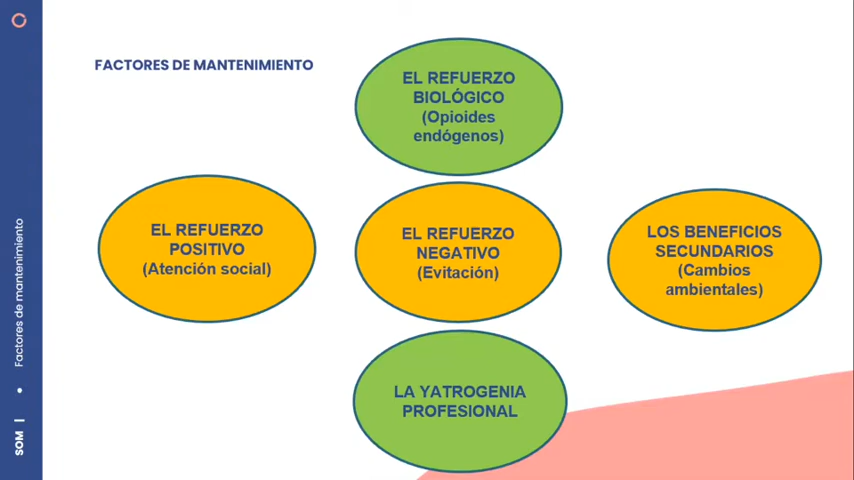 FACTORES DE MANTENIMIENTO
EL REFUERZO
BIOLÓGICO
(Opioides
endógenos)
EL REFUERZO
POSITIVO
(Atención social)
EL REFUERZO
NEGATIVO
(Evitación)
LOS BENEFICIOS
SECUNDARIOS
(Cambios
ambientales)
LA YATROGENIA
PROFESIONAL
SOM | • Factores de mantenimiento